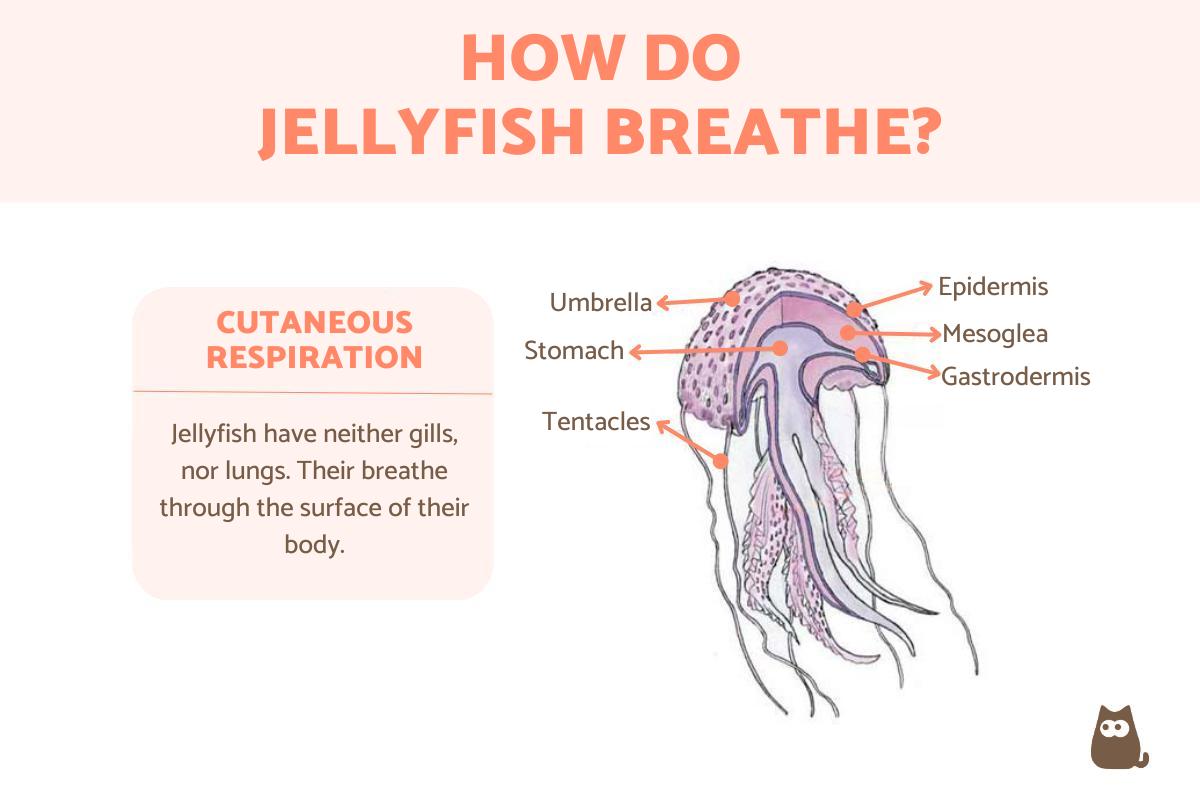 HOW DO
JELLYFISH BREATHE?
CUTANEOUS
RESPIRATION
Jellyfish have neither gills,
nor lungs. Their breathe
through the surface of their
body.
Umbrella
Stomach
Tentacles
Epidermis
Mesoglea
Gastrodermis